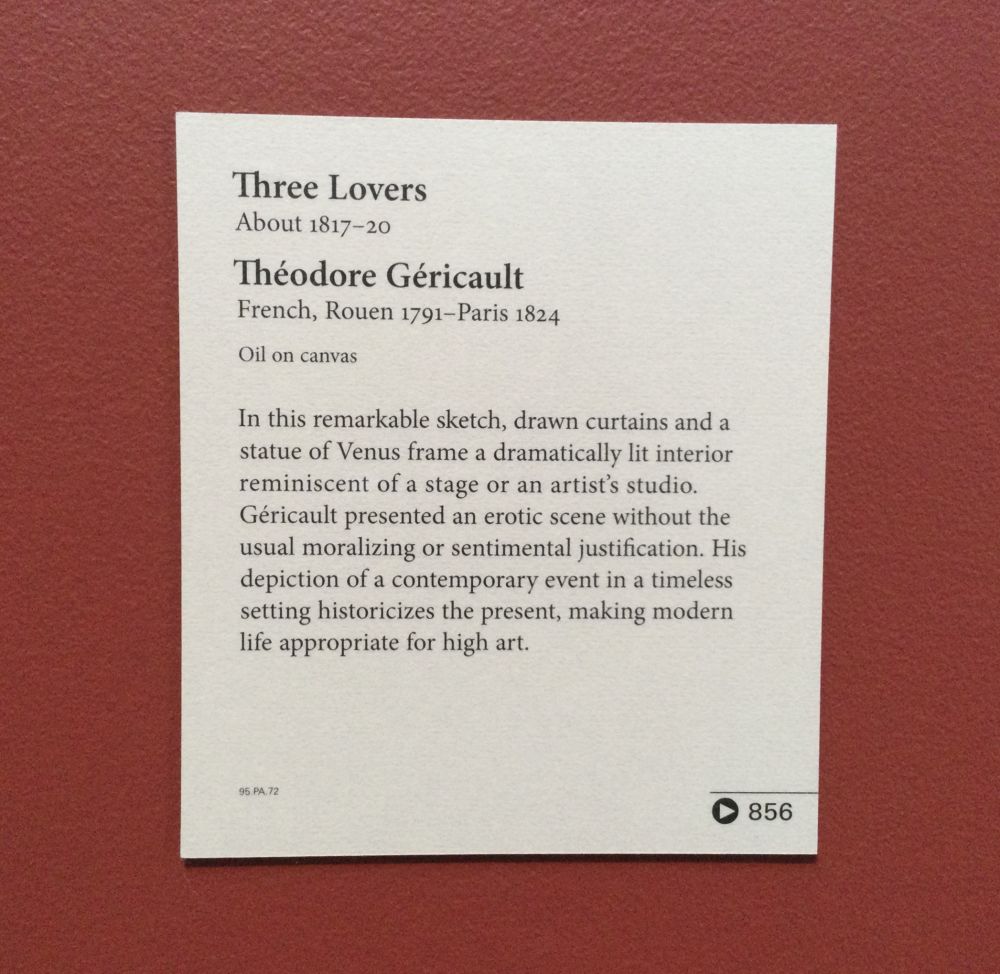 Three Lovers
About 1817–20
Théodore Géricault
French, Rouen 1791–Paris 1824
Oil on canvas
In this remarkable sketch, drawn curtains and a
statue of Venus frame a dramatically lit interior
reminiscent of a stage or an artist’s studio.
Géricault presented an erotic scene without the
usual moralizing or sentimental justification. His
depiction of a contemporary event in a timeless
setting historicizes the present, making modern
life appropriate for high art.
95.PA.72
856